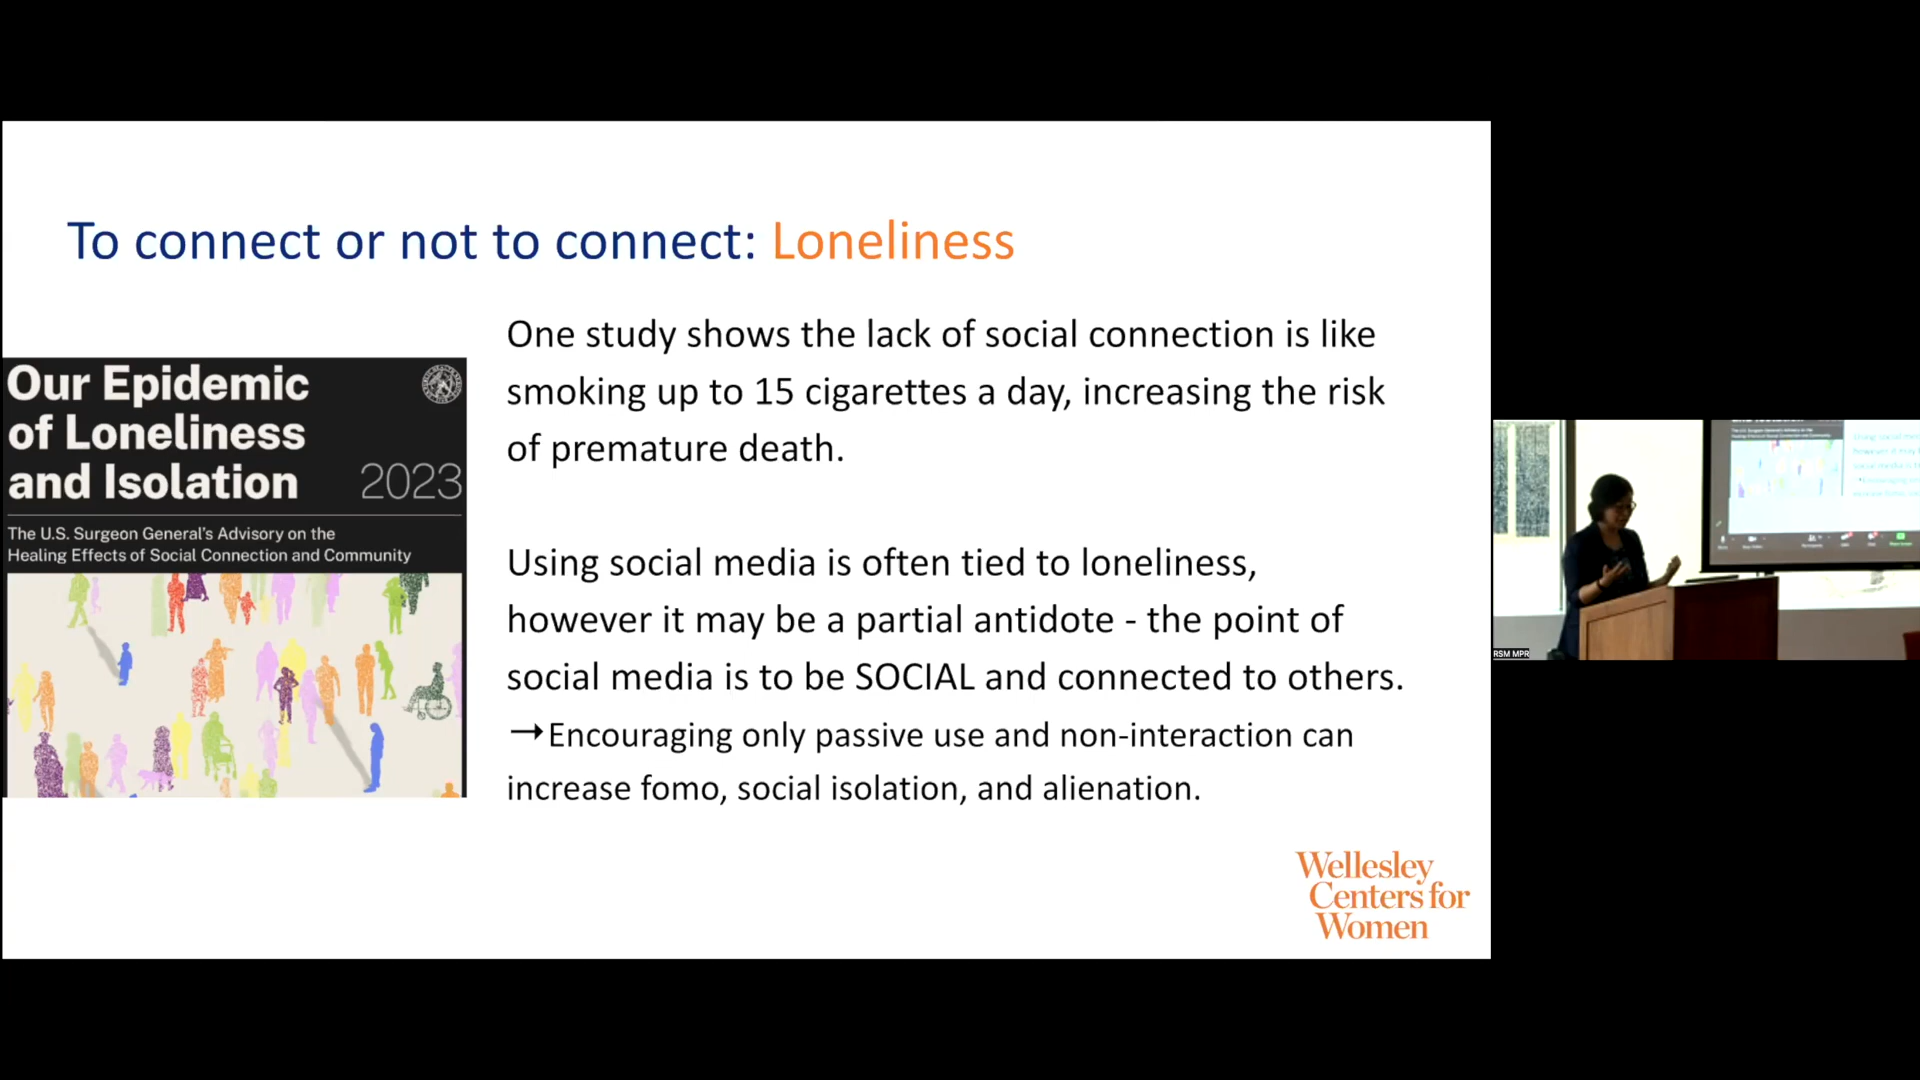 To connect or not to connect: Loneliness
Our Epidemic
of Loneliness
and Isolation 2023
The U.S. Surgeon General's Advisory on the
Healing Effects of Social Connection and Community
One study shows the lack of social connection is like
smoking up to 15 cigarettes a day, increasing the risk
of premature death.
Using social media is often tied to loneliness,
however it may be a partial antidote - the point of
social media is to be SOCIAL and connected to others.
→Encouraging only passive use and non-interaction can
increase fomo, social isolation, and alienation.
Wellesley
Centers for
Women
RSM MPR